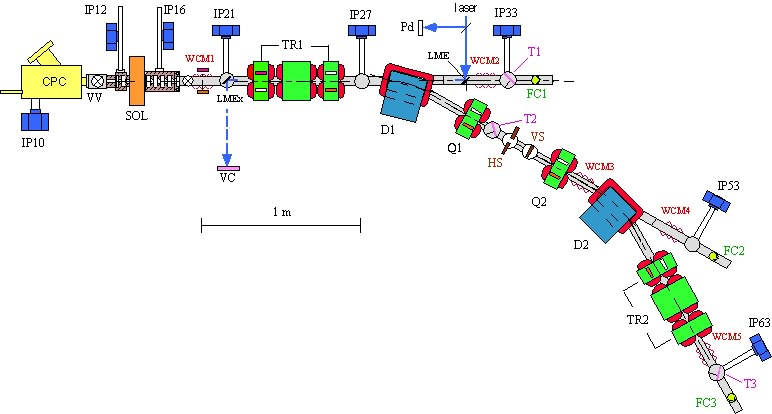 laser
IP12
IP16
IP21
IP27
Pd
IP33
TR1
WCM1
LME
WCM2
T1
CPC
VV
SOL
LMEx
FC1
D1
IP10
Q1
T2
VS
HS
VC
WCM3
Q2
IP53
1 m
WCM4
D2
FC2
TR2
IP63
WCM5
T3
FC3